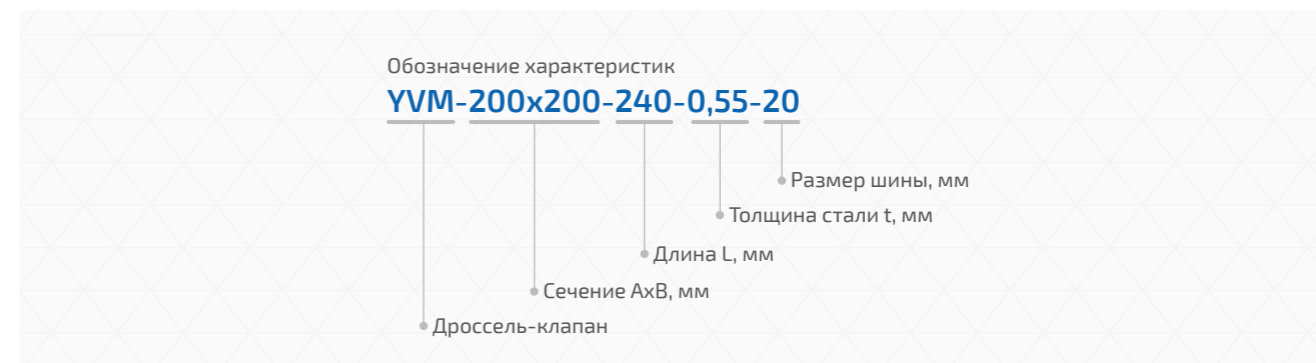 Обозначение характеристик
YVM-200x200-240-0,55-20
Размер шины, мм
Толщина стали t, мм
Длина L, мм
Сечение АхВ, мм
Дроссель-клапан